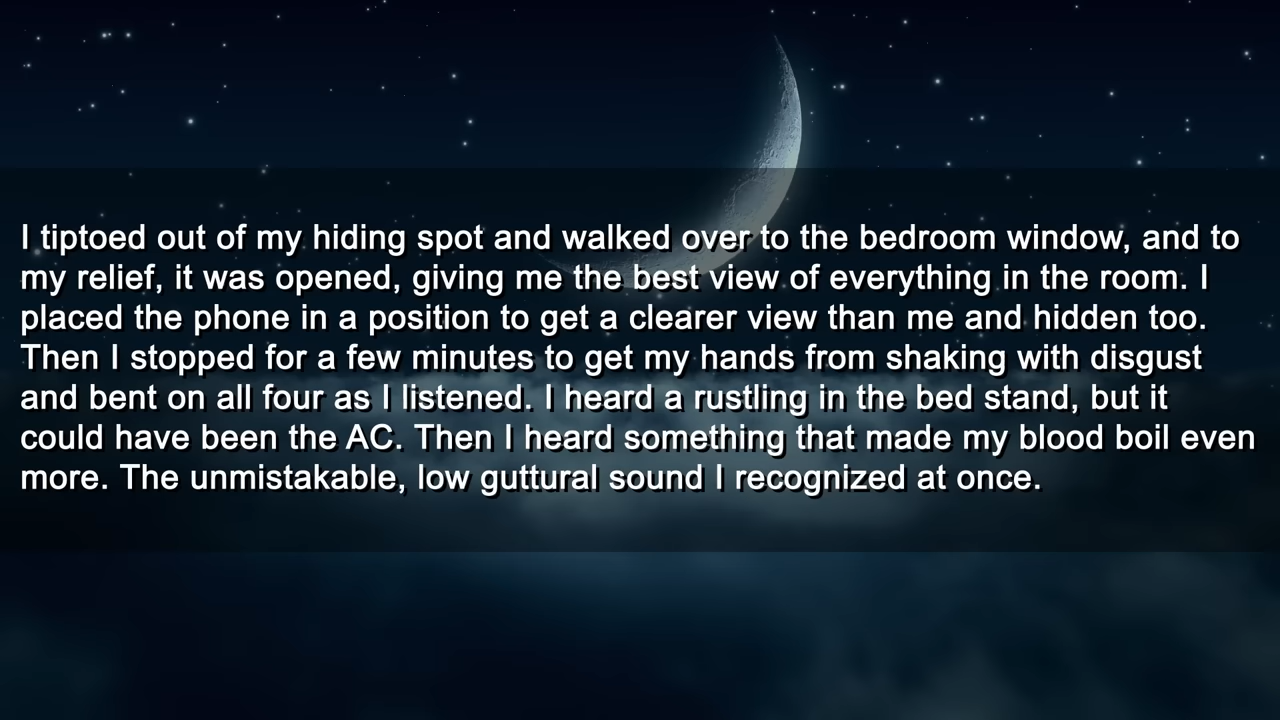 I tiptoed out of my hiding spot and walked over to the bedroom window, and to
my relief, it was opened, giving me the best view of everything in the room. I
placed the phone in a position to get a clearer view than me and hidden too.
Then I stopped for a few minutes to get my hands from shaking with disgust
and bent on all four as I listened. I heard a rustling in the bed stand, but it
could have been the AC. Then I heard something that made my blood boil even
more. The unmistakable, low guttural sound I recognized at once.